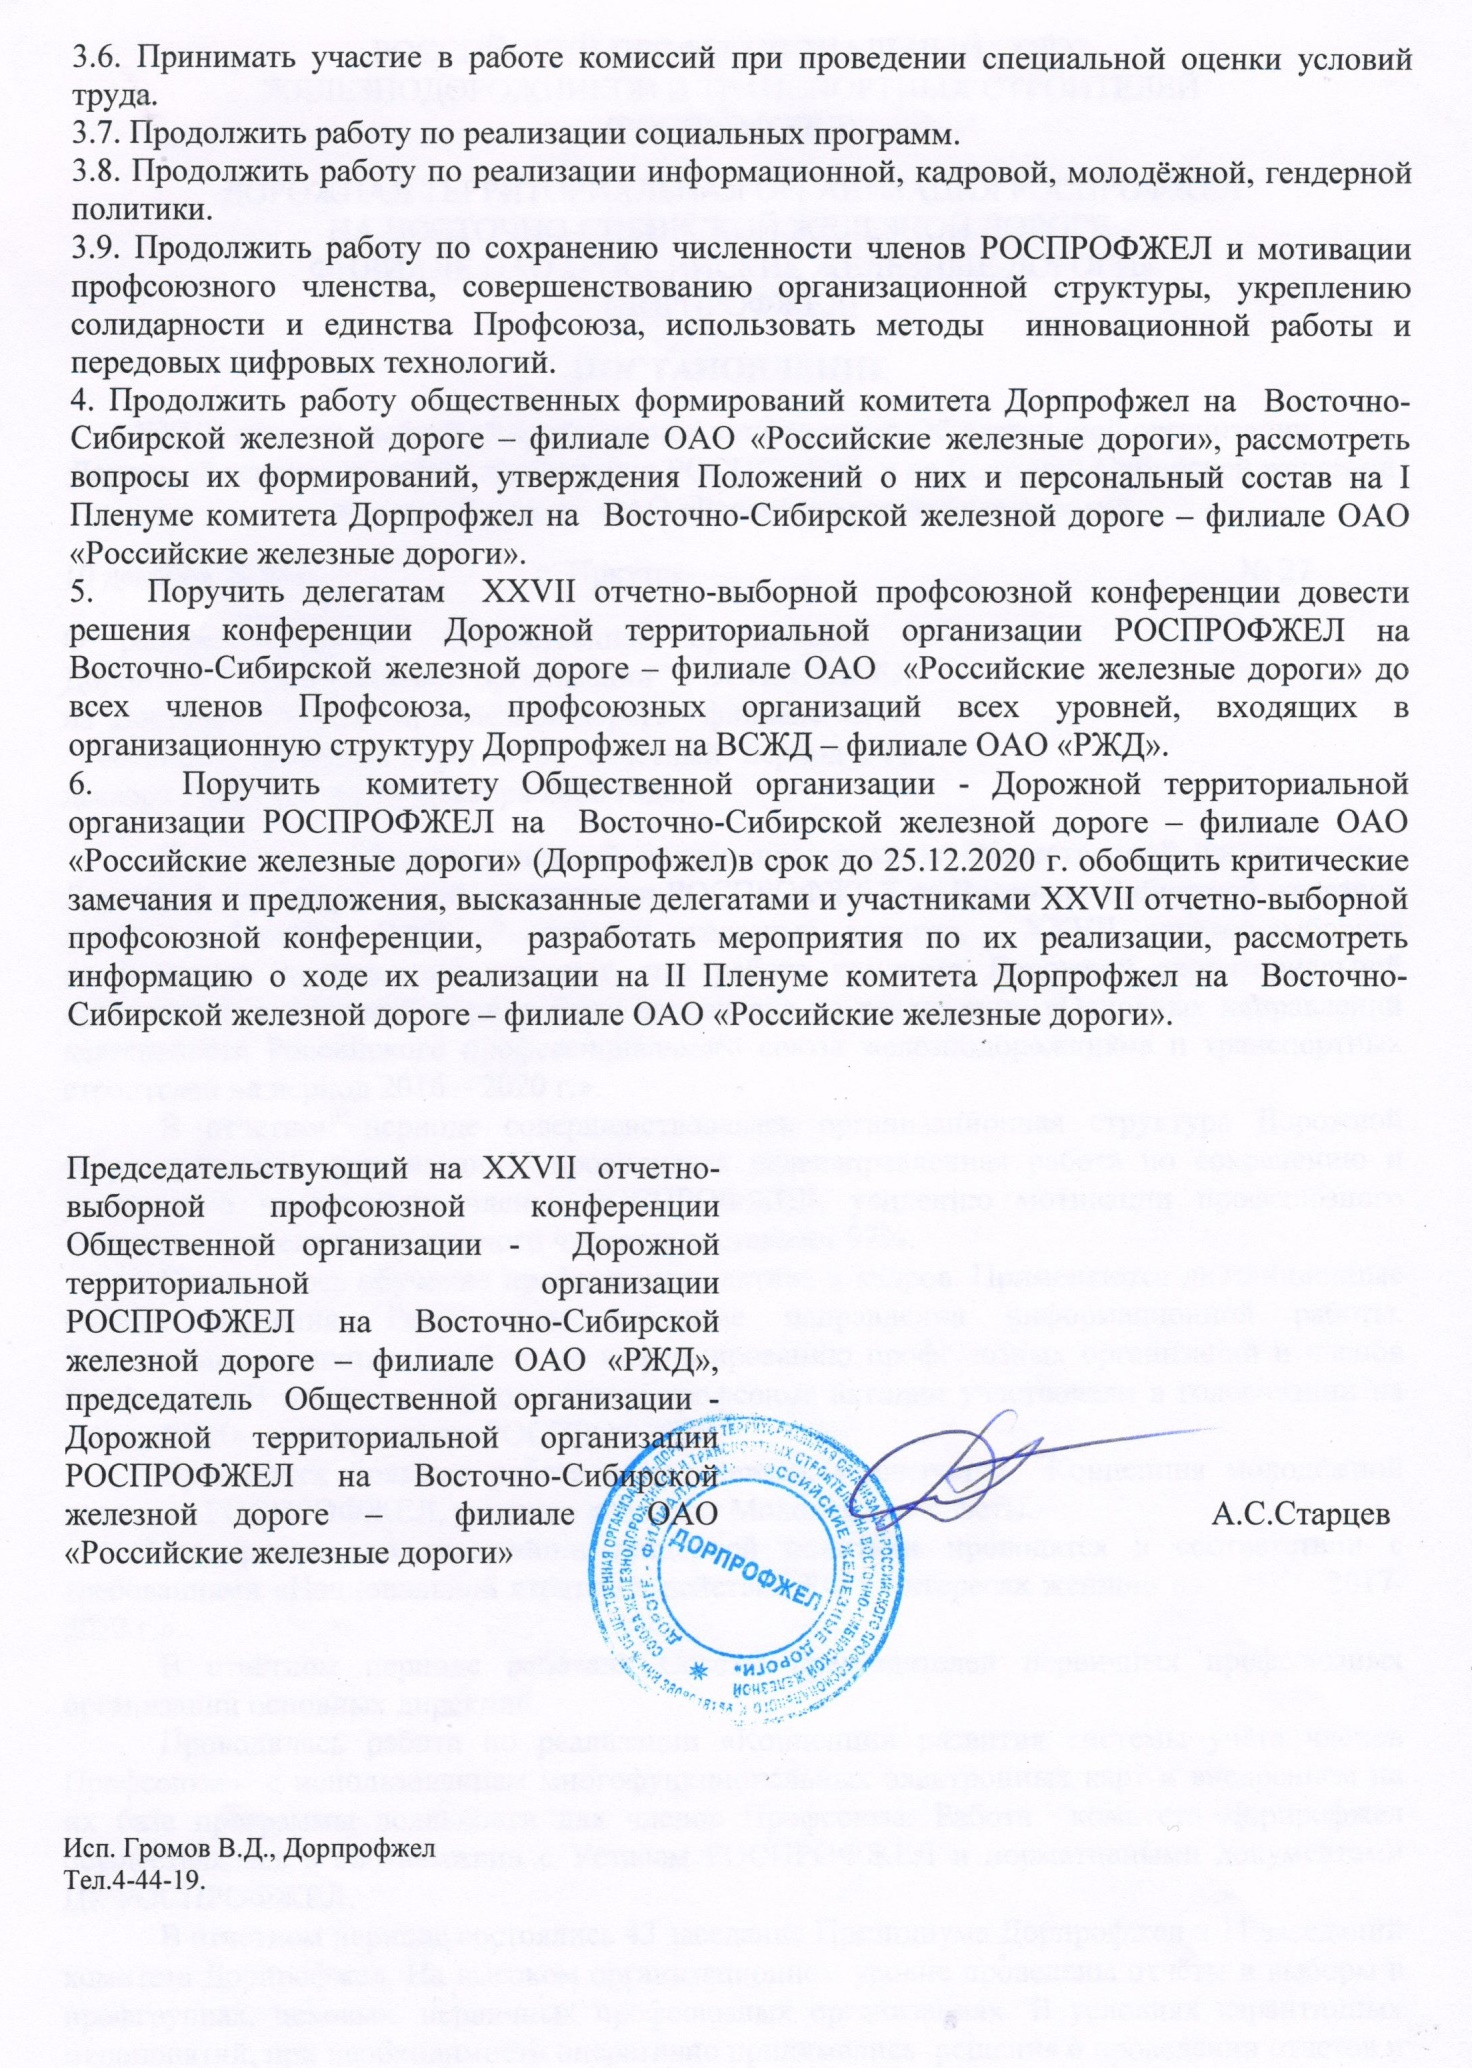 3.6. Принимать участие в работе комиссий при проведении специальной оценки условий
труда.
3.7. Продолжить работу по реализации социальных программ.
3.8. Продолжить работу по реализации информационной, кадровой, молодёжной, гендерной
политики.
3.9. Продолжить работу по сохранению численности членов РОСПРОФЖЕЛ и мотивации
профсоюзного членства, совершенствованию организационной структуры, укреплению
солидарности и единства Профсоюза, использовать методы инновационной работы и
передовых цифровых технологий.
4. Продолжить работу общественных формирований комитета Дорпрофжел на Восточно-
Сибирской железной дороге – филиале ОАО «Российские железные дороги», рассмотреть
вопросы их формирований, утверждения Положений о них и персональный состав на I
Пленуме комитета Дорпрофжел на Восточно-Сибирской железной дороге – филиале ОАО
«Российские железные дороги».
5. Поручить делегатам XXVII отчетно-выборной профсоюзной конференции довести
решения конференции Дорожной территориальной организации РОСПРОФЖЕЛ на
Восточно-Сибирской железной дороге – филиале ОАО «Российские железные дороги» до
всех членов Профсоюза, профсоюзных организаций всех уровней, входящих в
организационную структуру Дорпрофжел на ВСЖД – филиале ОАО «РЖД».
6. Поручить комитету Общественной организации - Дорожной территориальной
организации РОСПРОФЖЕЛ на Восточно-Сибирской железной дороге – филиале ОАО
«Российские железные дороги» (Дорпрофжел)в срок до 25.12.2020 г. обобщить критические
замечания и предложения, высказанные делегатами и участниками XXVII отчетно-выборной
профсоюзной конференции, разработать мероприятия по их реализации, рассмотреть
информацию о ходе их реализации на II Пленуме комитета Дорпрофжел на Восточно-
Сибирской железной дороге – филиале ОАО «Российские железные дороги».
Председательствующий на XXVII отчетно-
выборной профсоюзной конференции
Общественной организации - Дорожной
территориальной организации
РОСПРОФЖЕЛ на Восточно-Сибирской
железной дороге – филиале ОАО «РЖД»,
председатель Общественной организации -
Дорожной территориальной организации
РОСПРОФЖЕЛ на Восточно-Сибирской
железной дороге – филиале ОАО
«Российские железные дороги»
А.С.Старцев
ДОРПРОФЖЕЛ
Исп. Громов В.Д., Дорпрофжел
Тел.4-44-19.